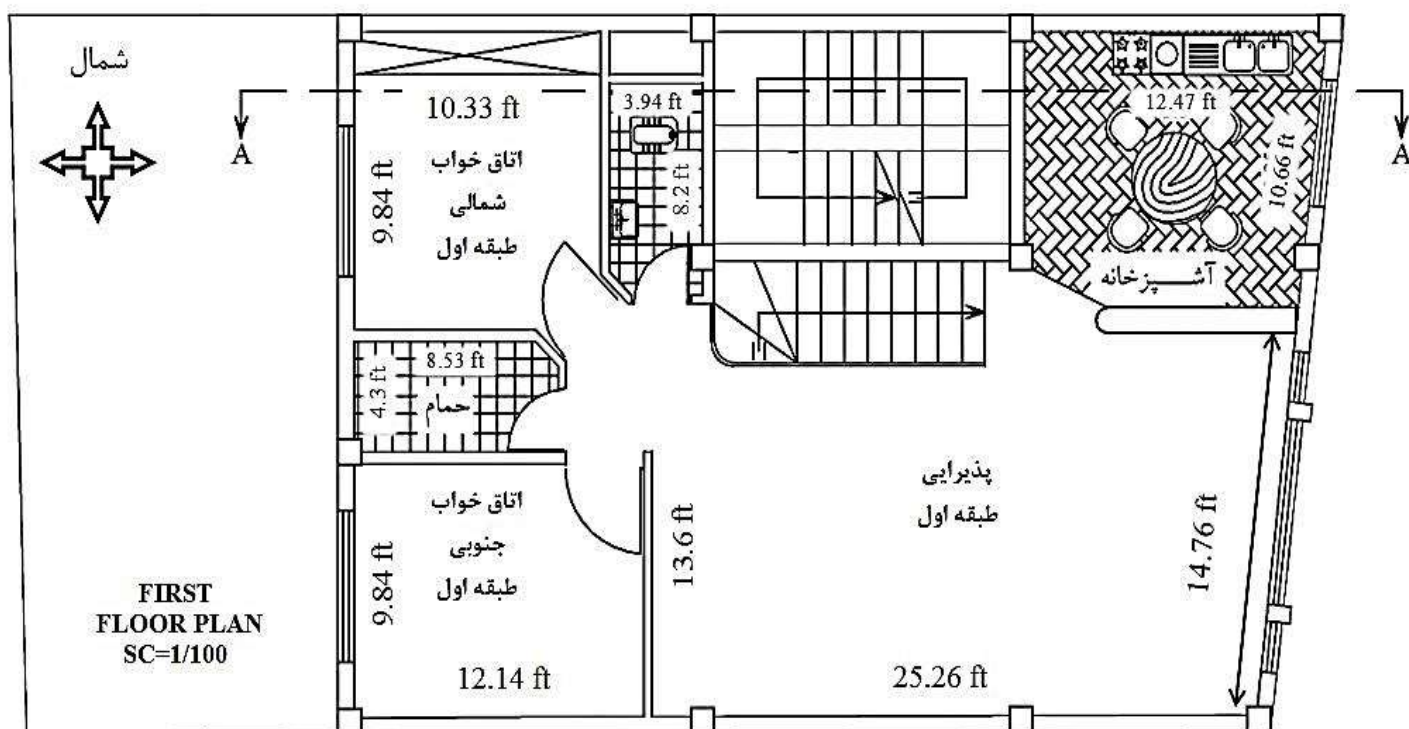 شمال
A
A
10.33 ft
9.84 ft
اتاق خواب
شمالی
طبقه اول
3.94 ft
8.2 ft
12.47 ft
10.66 ft
آشپزخانه
8.53 ft
4.3 ft
حمام
پذیرایی
طبقه اول
13.6 ft
14.76 ft
25.26 ft
اتاق خواب
جنوبی
طبقه اول
9.84 ft
12.14 ft
FIRST
FLOOR PLAN
SC=1/100